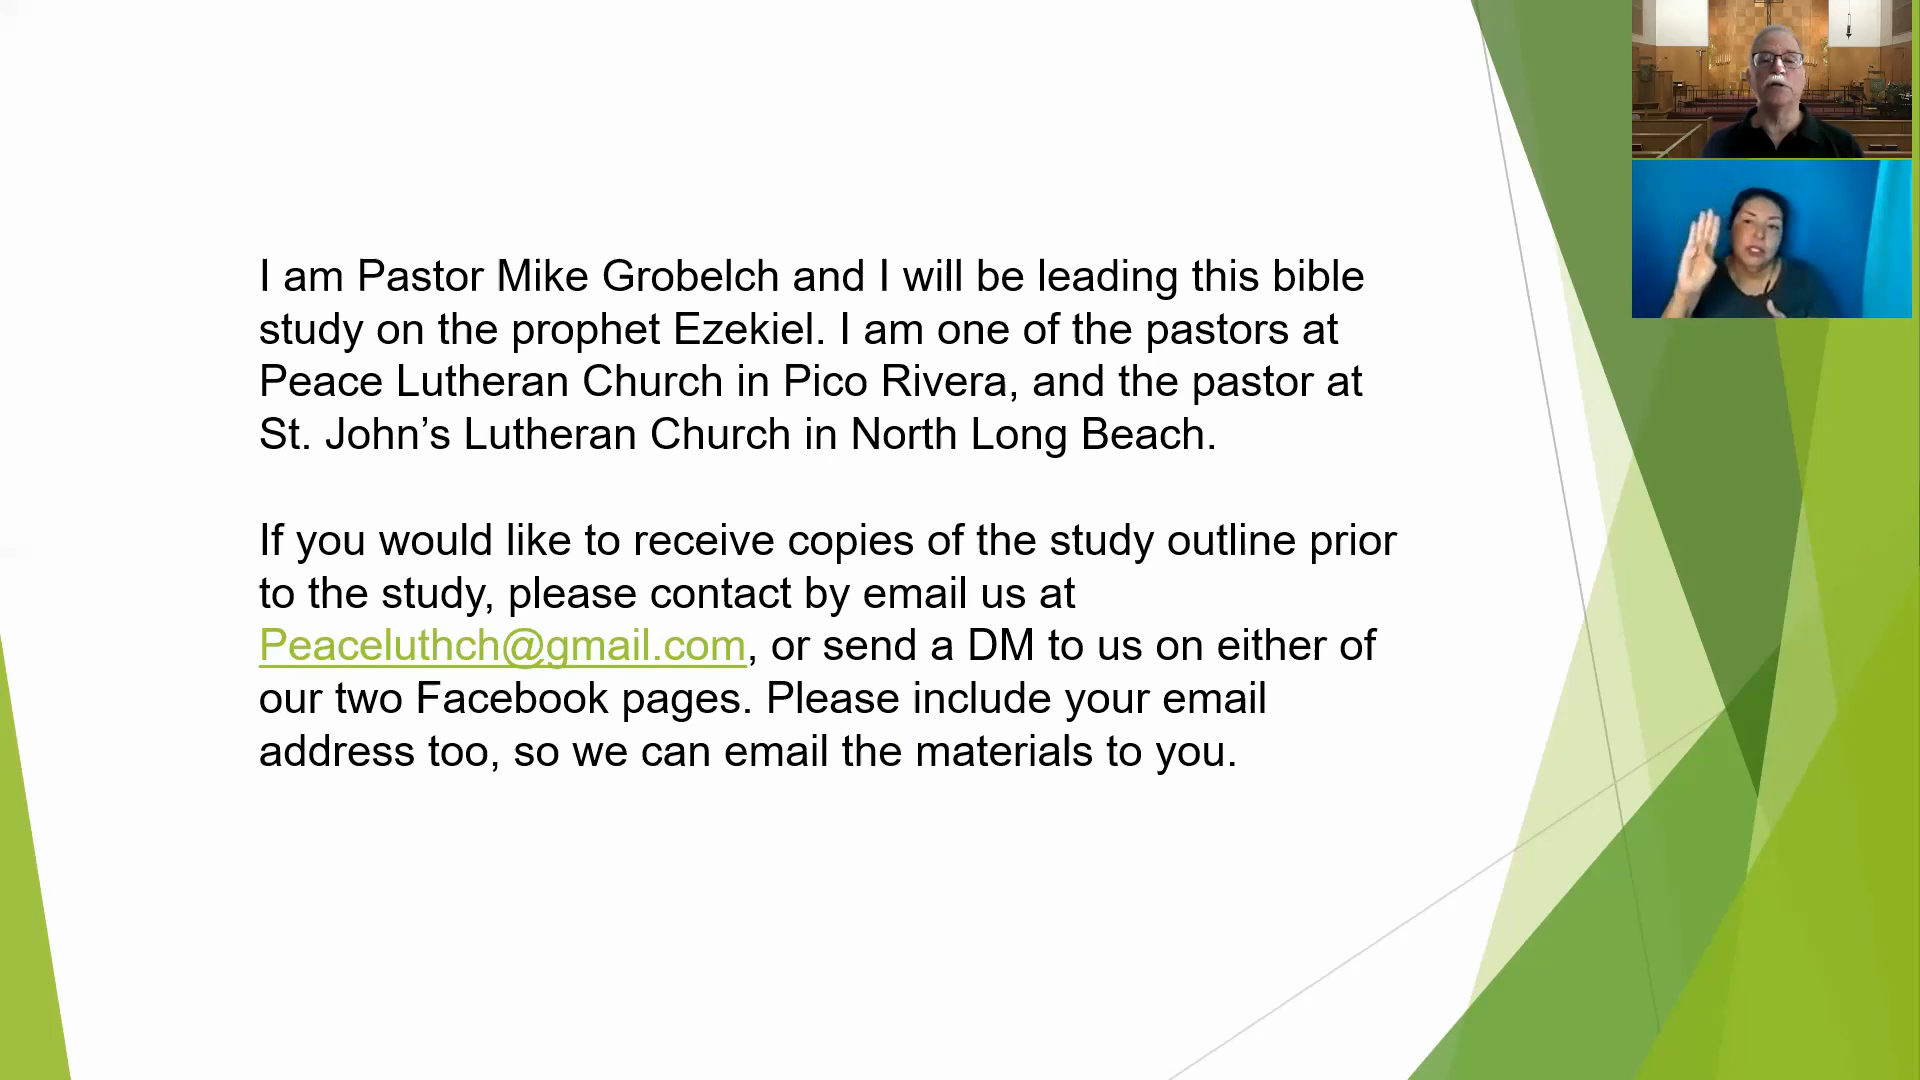 I am Pastor Mike Grobelch and I will be leading this bible
study on the prophet Ezekiel. I am one of the pastors at
Peace Lutheran Church in Pico Rivera, and the pastor at
St. John’s Lutheran Church in North Long Beach.
If you would like to receive copies of the study outline prior
to the study, please contact by email us at
Peaceluthch@gmail.com, or send a DM to us on either of
our two Facebook pages. Please include your email
address too, so we can email the materials to you.